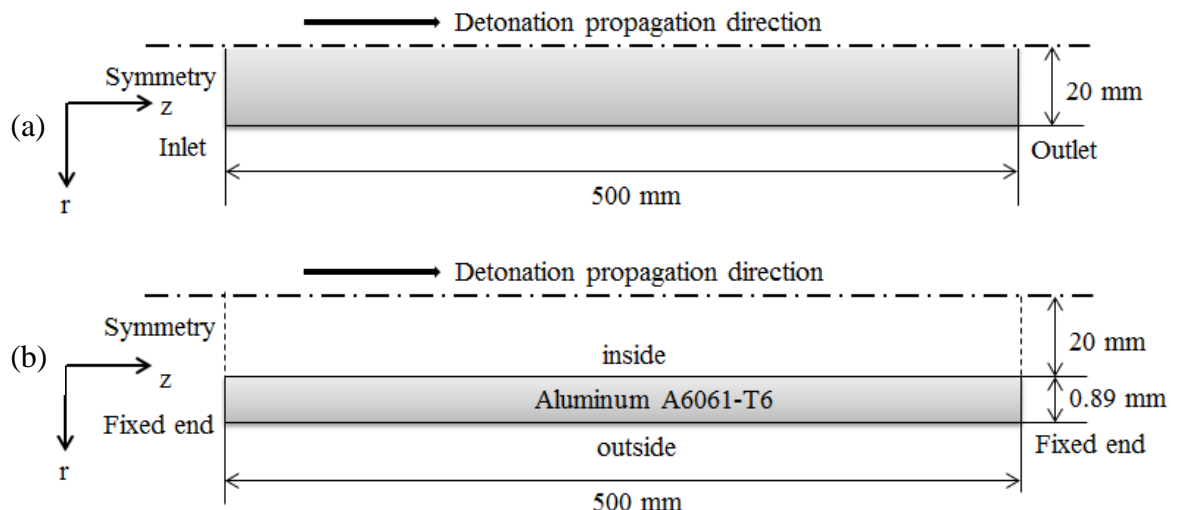 Detonation propagation direction
Symmetry
z
20 mm
(a)
Inlet
Outlet
500 mm
r
Detonation propagation direction
Symmetry
(b)
z
inside
20 mm
Aluminum A6061-T6
0.89 mm
Fixed end
outside
Fixed end
r
500 mm